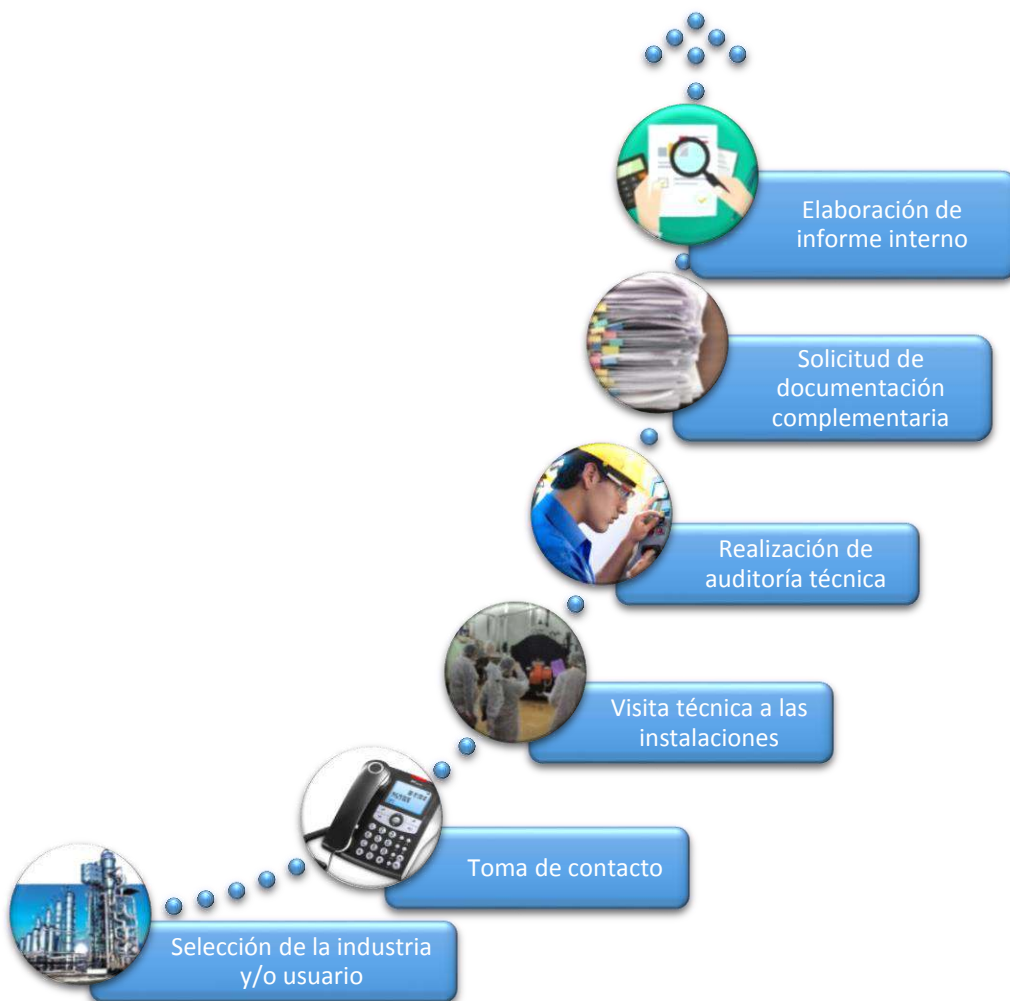 Elaboración de
informe interno
Solicitud de
documentación
complementaria
Realización de
auditoría técnica
Visita técnica a las
instalaciones
Toma de contacto
Selección de la industria
y/o usuario